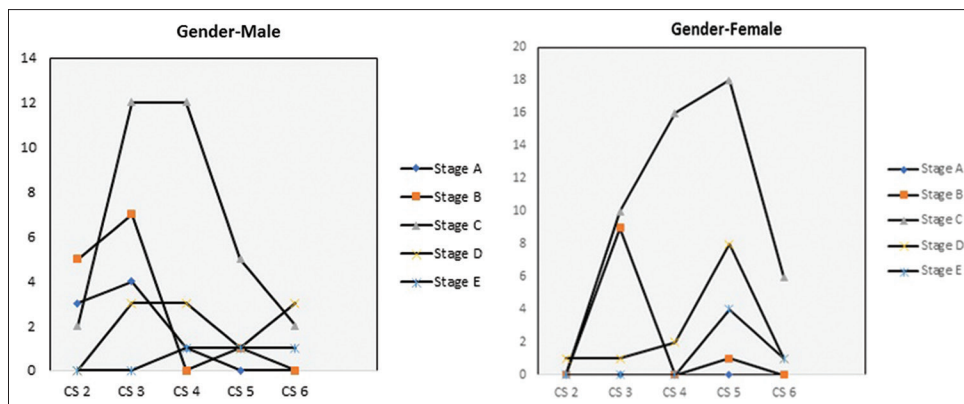 Gender-Male
14
12
10
8
6
4
2
0
CS 2 CS 3 CS 4 CS 5 CS 6
Stage A
Stage B
Stage C
Stage D
Stage E
Gender-Female
20
18
16
14
12
10
8
6
4
2
0
CS 2 CS 3 CS 4 CS 5 CS 6
Stage A
Stage B
Stage C
Stage D
Stage E